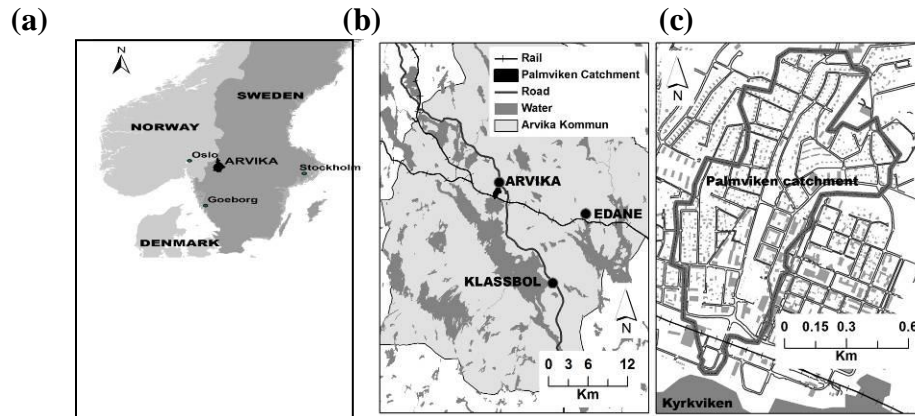 (a)
N
SWEDEN
NORWAY
Oslo
ARVIKA
Stockholm
Goeborg
DENMARK
(b)
Rail
Palmviken Catchment
Road
Water
Arvika Kommun
ARVIKA
EDANE
KLASSBOL
N
0 3 6 12
Km
(c)
N
Palmviken catchment
0 0.15 0.3 0.6
Km
Kyrkviken